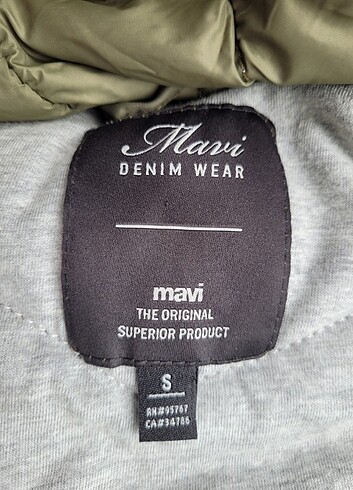 Mavi
DENIM WEAR
mavi
THE ORIGINAL
SUPERIOR PRODUCT
S
RN#95767
CA#34786